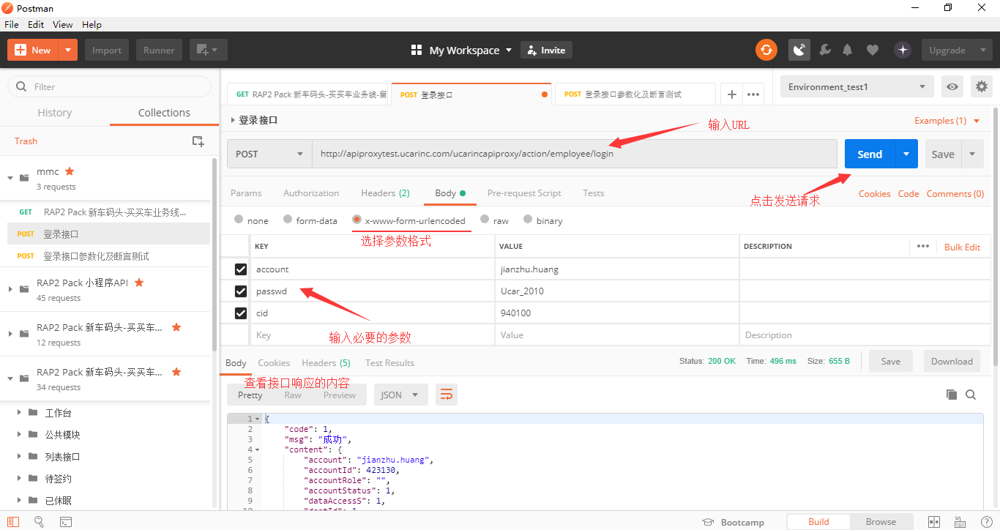 Postman
File Edit View Help
New Import Runner My Workspace Invite Upgrade
Filter
History Collections
Trash
mmc
3 requests
GET RAP2 Pack 新车码头-买买车业务线...
POST 登录接口
POST 登录接口参数化及断言测试
RAP2 Pack 小程序API
45 requests
RAP2 Pack 新车码头-买买车...
12 requests
RAP2 Pack 新车码头-买买车...
34 requests
工作台
公共模块
列表接口
待签约
已休眠
GET RAP2 Pack 新车码头-买买车业务线-留
POST 登录接口
POST 登录接口参数化及断言测试
Environment_test1
登录接口
Examples (1)
输入URL
POST http://apiproxytest.ucarinc.com/ucarincapiproxy/action/employee/login Send Save
Params Authorization Headers (2) Body Pre-request Script Tests Cookies Code Comments (0)
点击发送请求
none form-data x-www-form-urlencoded raw binary
选择参数格式
KEY VALUE DESCRIPTION Bulk Edit
account jianzhu.huang
passwd Ucar_2010
cid 940100
Key Value Description
输入必要的参数
Body Cookies Headers (5) Test Results Status: 200 OK Time: 496 ms Size: 655 B Save Download
查看接口响应的内容
Pretty Raw Preview JSON
1 {
2 "code": 1,
3 "msg": "成功",
4 "content": {
5 "account": "jianzhu.huang",
6 "accountId": 423130,
7 "accountRole": "",
8 "accountStatus": 1,
9 "dataAccessS": 1,
Bootcamp Build Browse